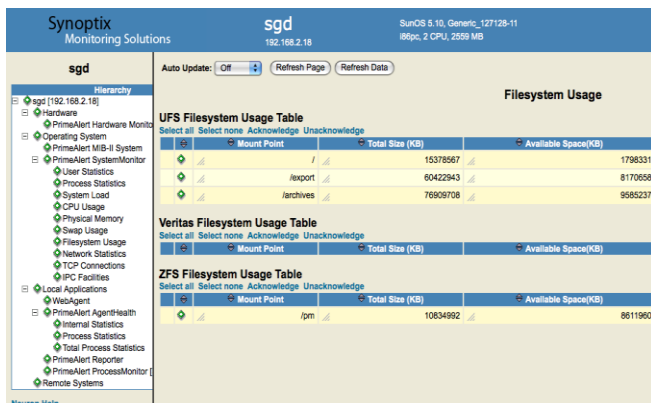 Synoptix
Monitoring Solutions
sgd
192.168.2.18
SunOS 5.10, Generic_127128-11
i86pc, 2 CPU, 2559 MB
sgd
Hierarchy
sgd [192.168.2.18]
Hardware
PrimeAlert Hardware Monito
Operating System
PrimeAlert MIB-II System
PrimeAlert SystemMonitor
User Statistics
Process Statistics
System Load
CPU Usage
Physical Memory
Swap Usage
Filesystem Usage
Network Statistics
TCP Connections
IPC Facilities
Local Applications
WebAgent
PrimeAlert AgentHealth
Internal Statistics
Process Statistics
Total Process Statistics
PrimeAlert Reporter
PrimeAlert ProcessMonitor [
Remote Systems
Auto Update: Off Refresh Page Refresh Data
Filesystem Usage
UFS Filesystem Usage Table
Select all Select none Acknowledge Unacknowledge
Mount Point Total Size (KB) Available Space(KB)
/ 15378567 1798331
/export 60422943 8170658
/archives 76909708 9585237
Veritas Filesystem Usage Table
Select all Select none Acknowledge Unacknowledge
Mount Point Total Size (KB) Available Space(KB)
ZFS Filesystem Usage Table
Select all Select none Acknowledge Unacknowledge
Mount Point Total Size (KB) Available Space(KB)
/pm 10834992 8611960